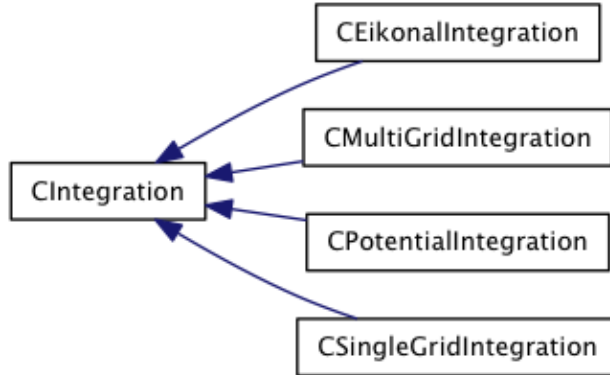 CEikonalIntegration
CMultiGridIntegration
CIntegration
CPotentialIntegration
CSingleGridIntegration